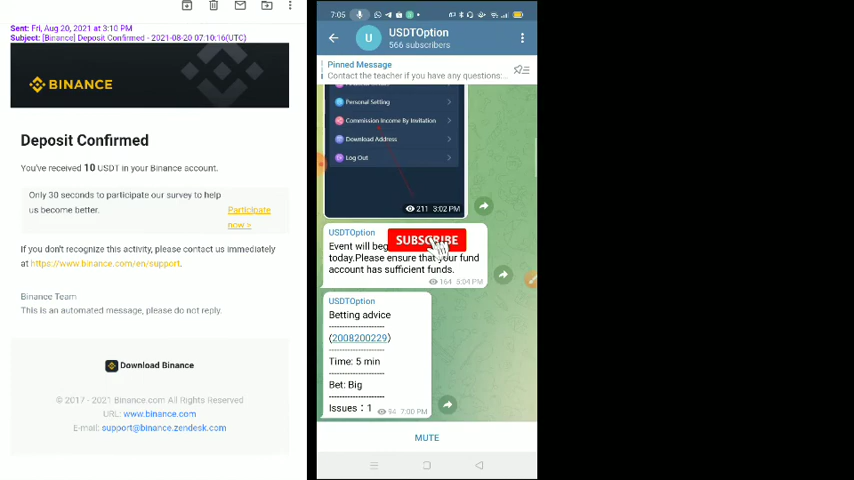 Sent: Fri, Aug 20, 2021 at 3:10 PM
Subject: [Binance] Deposit Confirmed - 2021-08-20 07:10:16(UTC)
BINANCE
Deposit Confirmed
You've received 10 USDT in your Binance account.
Only 30 seconds to participate our survey to help
us become better.
Participate
now >
If you don't recognize this activity, please contact us immediately
at https://www.binance.com/en/support.
Binance Team
This is an automated message, please do not reply.
Download Binance
© 2017 - 2021 Binance.com All Rights Reserved
URL: www.binance.com
E-mail: support@binance.zendesk.com
7:05
U
USDTOption
566 subscribers
Pinned Message
Contact the teacher if you have any questions:...
Personal Setting
Commission Income By Invitation
Download Address
Log Out
211 3:02 PM
USDTOption
SUBSCRIBE
Event will beg
today.Please ensure that your fund
account has sufficient funds.
164 5:04 PM
USDTOption
Betting advice
--------------------
(2008200229)
--------------------
Time: 5 min
--------------------
Bet: Big
--------------------
Issues：1
94 7:00 PM
MUTE